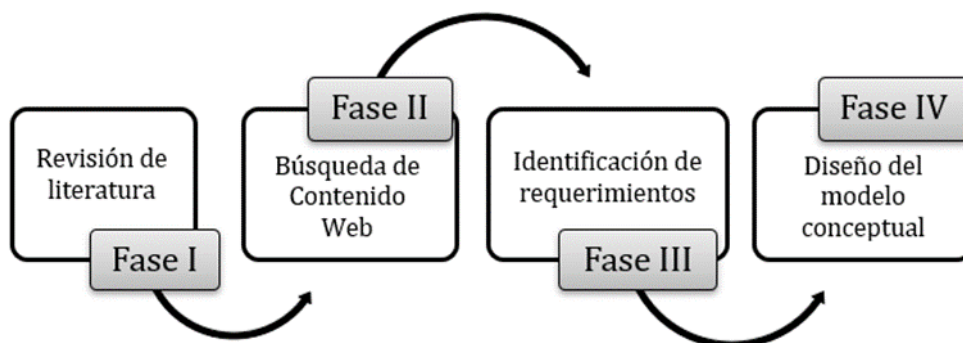 Revisión de
literatura
Fase I
Fase II
Búsqueda de
Contenido
Web
Identificación de
requerimientos
Fase III
Fase IV
Diseño del
modelo
conceptual